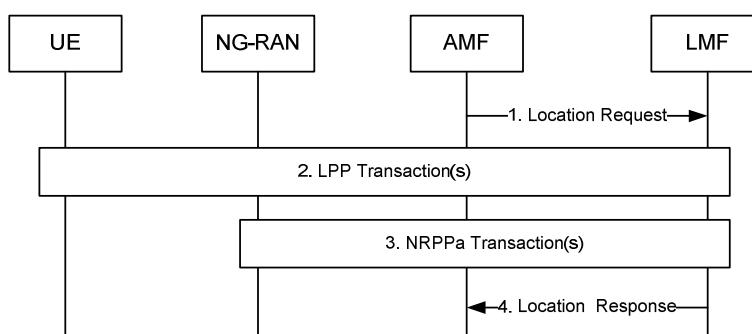 UE
NG-RAN
AMF
LMF
1. Location Request
2. LPP Transaction(s)
3. NRPPa Transaction(s)
4. Location Response